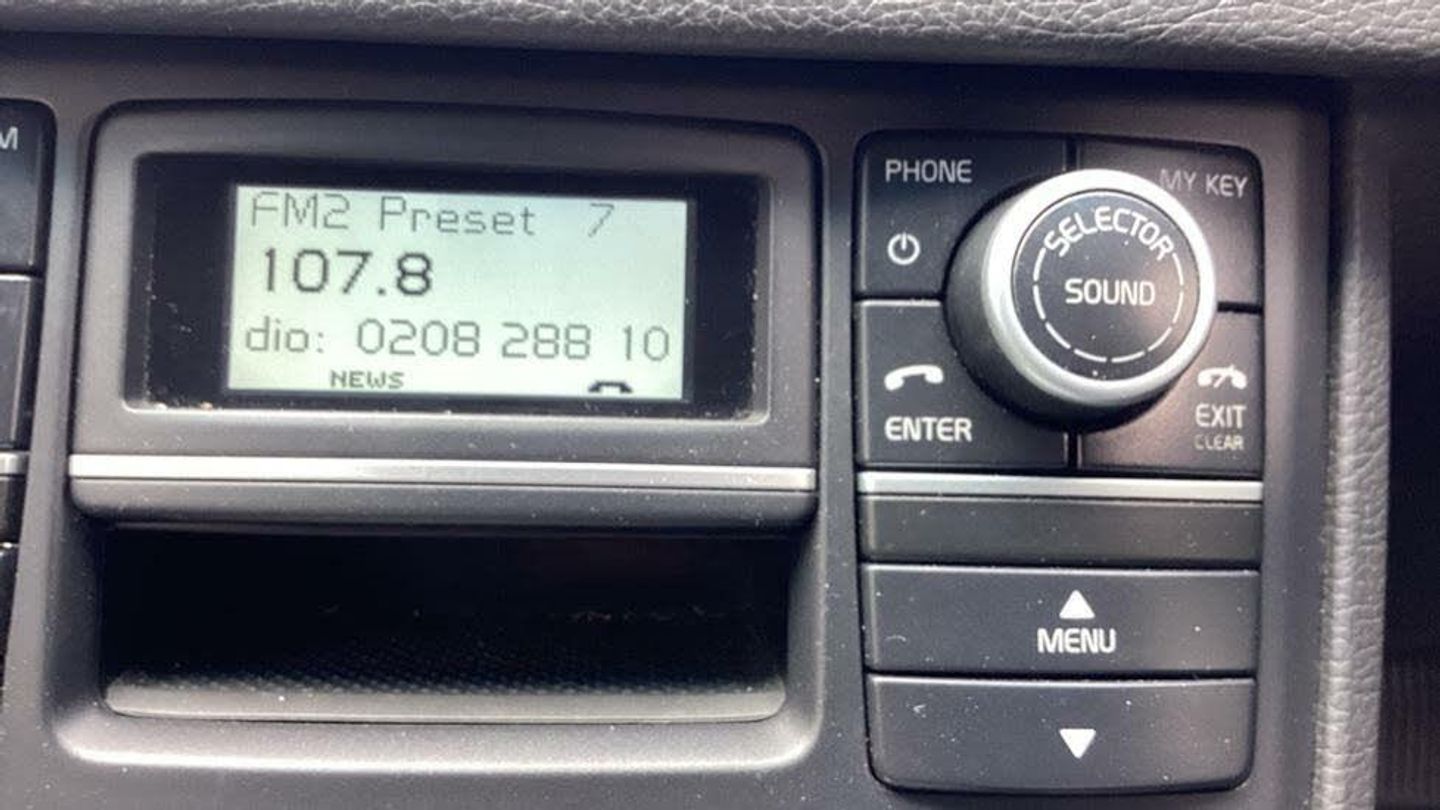 M
FM2 Preset 7
107.8
dio: 0208 288 10
NEWS
PHONE
MY KEY
SELECTOR
SOUND
ENTER
EXIT
CLEAR
MENU